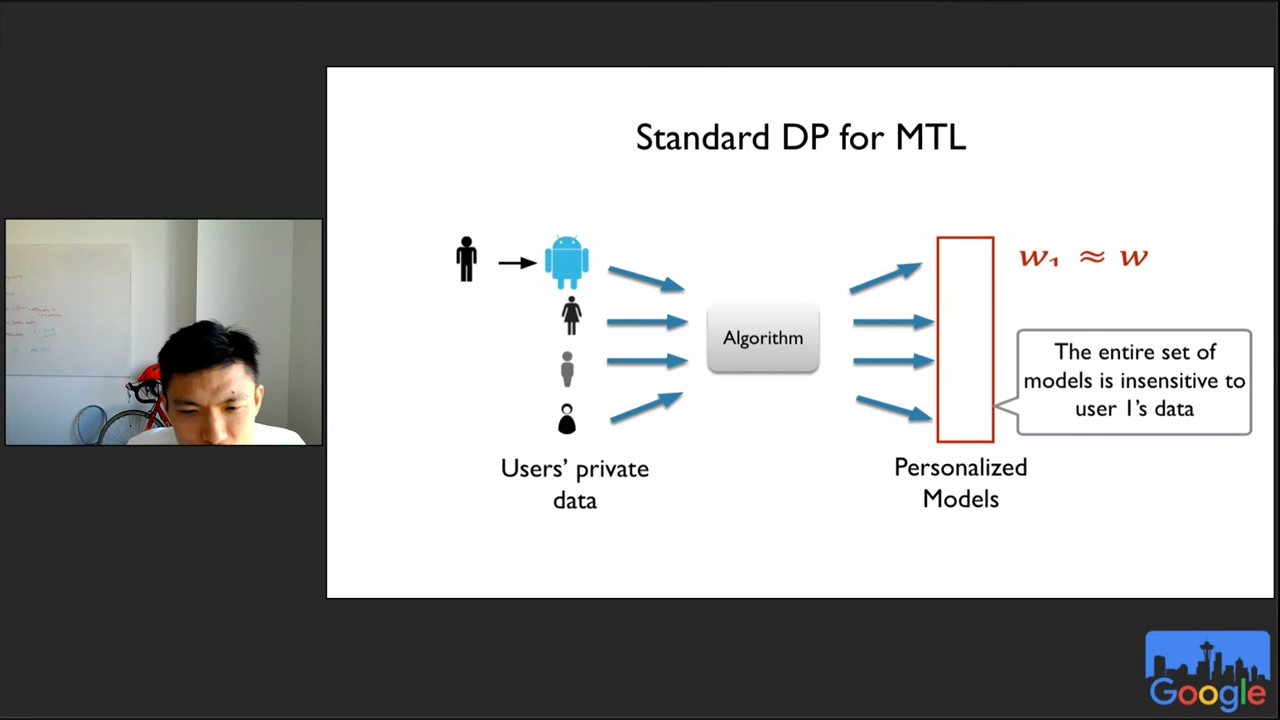 Standard DP for MTL
w₁ ≈ w
Algorithm
The entire set of
models is insensitive to
user 1's data
Users' private
data
Personalized
Models
Google